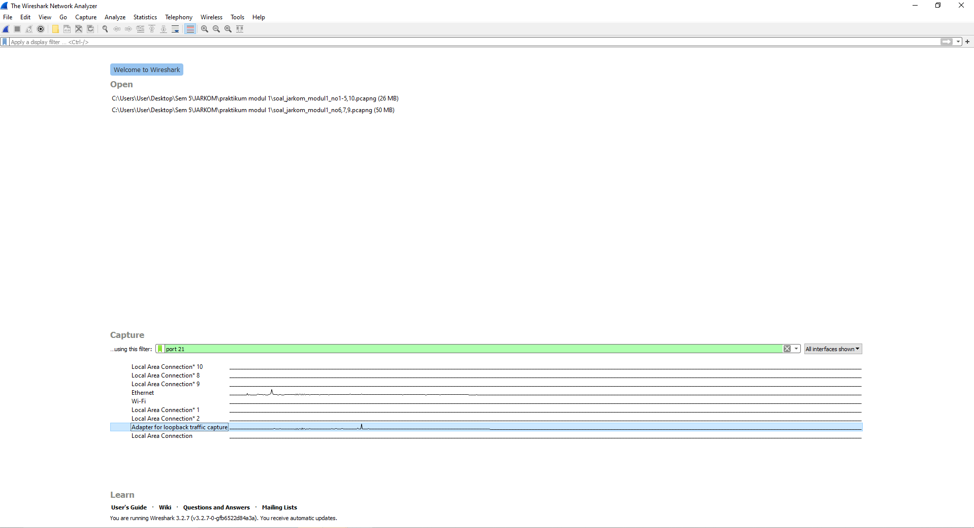 The Wireshark Network Analyzer
File Edit View Go Capture Analyze Statistics Telephony Wireless Tools Help
Apply a display filter ... <Ctrl-/>
Welcome to Wireshark
Open
C:\Users\User\Desktop\Sem 5\JARKOM\praktikum modul 1\soal_jarkom_modul1_no1-5,10.pcapng (26 MB)
C:\Users\User\Desktop\Sem 5\JARKOM\praktikum modul 1\soal_jarkom_modul1_no6,7,9.pcapng (50 MB)
Capture
...using this filter: port 21 All interfaces shown
Local Area Connection* 10
Local Area Connection* 8
Local Area Connection* 9
Ethernet
Wi-Fi
Local Area Connection* 1
Local Area Connection* 2
Adapter for loopback traffic capture
Local Area Connection
Learn
User's Guide · Wiki · Questions and Answers · Mailing Lists
You are running Wireshark 3.2.7 (v3.2.7-0-gfb6522d84a3a). You receive automatic updates.